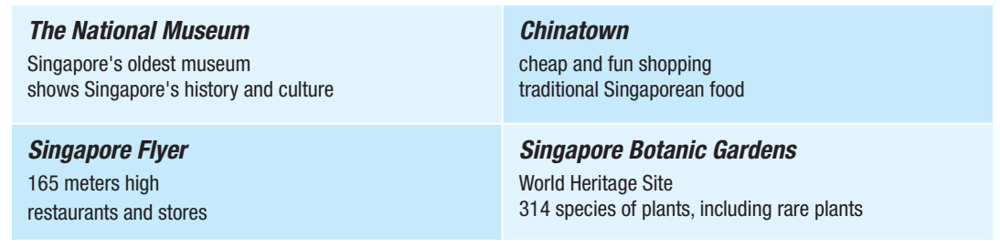 The National Museum
Singapore's oldest museum
shows Singapore's history and culture
Chinatown
cheap and fun shopping
traditional Singaporean food
Singapore Flyer
165 meters high
restaurants and stores
Singapore Botanic Gardens
World Heritage Site
314 species of plants, including rare plants